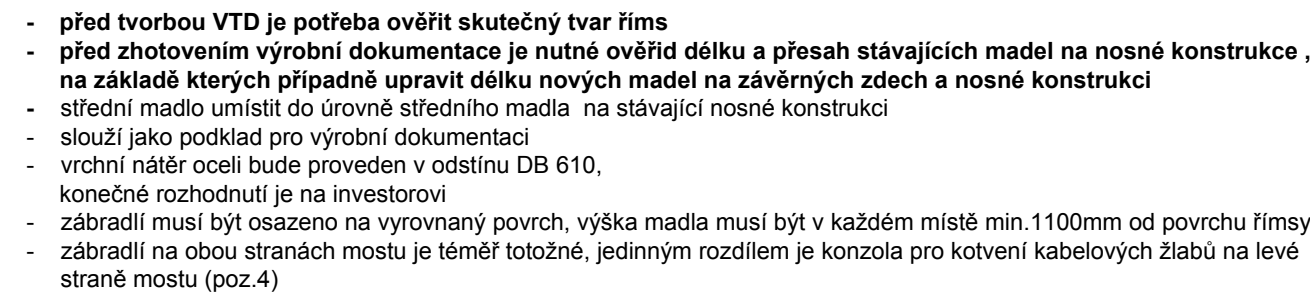 - před tvorbou VTD je potřeba ověřit skutečný tvar říms
- před zhotovením výrobní dokumentace je nutné ověřid délku a přesah stávajících madel na nosné konstrukce ,
na základě kterých případně upravit délku nových madel na závěrných zdech a nosné konstrukci
- střední madlo umístit do úrovně středního madla na stávající nosné konstrukci
- slouží jako podklad pro výrobní dokumentaci
- vrchní nátěr oceli bude proveden v odstínu DB 610,
konečné rozhodnutí je na investorovi
- zábradlí musí být osazeno na vyrovnaný povrch, výška madla musí být v každém místě min.1100mm od povrchu římsy
- zábradlí na obou stranách mostu je téměř totožné, jediným rozdílem je konzola pro kotvení kabelových žlabů na levé
straně mostu (poz.4)